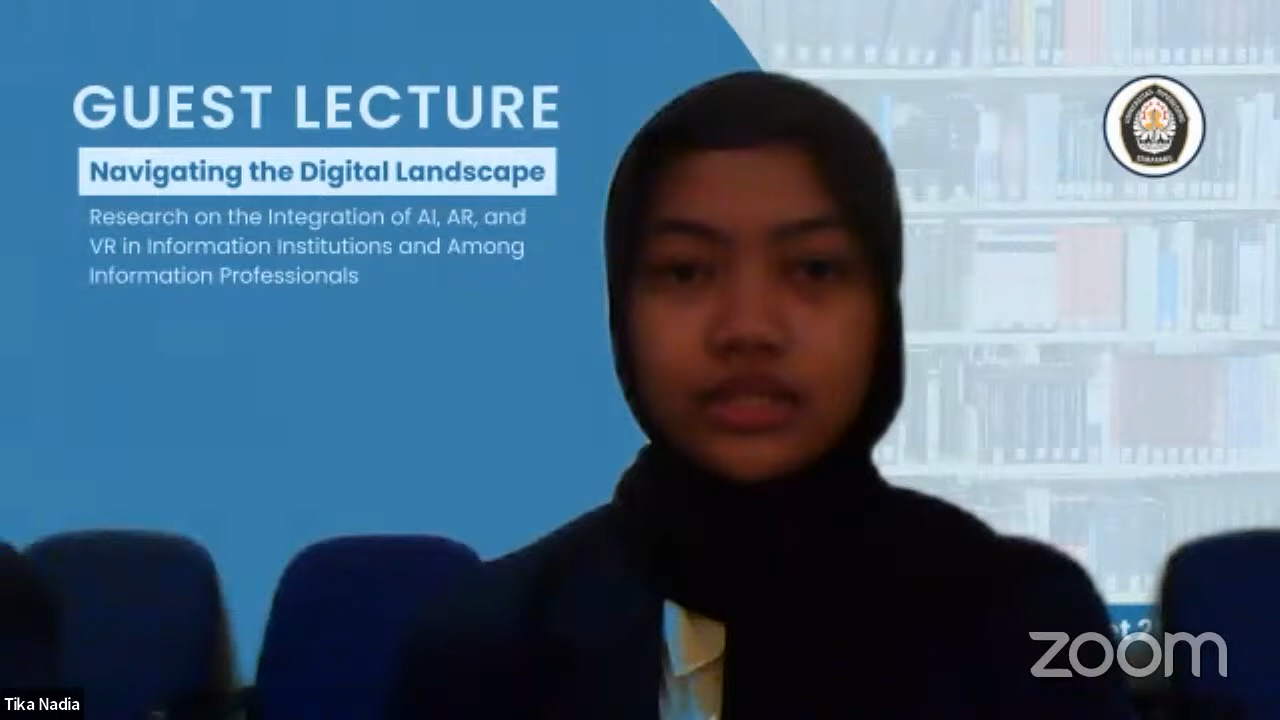 GUEST LECTURE
Navigating the Digital Landscape
Research on the Integration of AI, AR, and
VR in Information Institutions and Among
Information Professionals
Tika Nadia
zoom